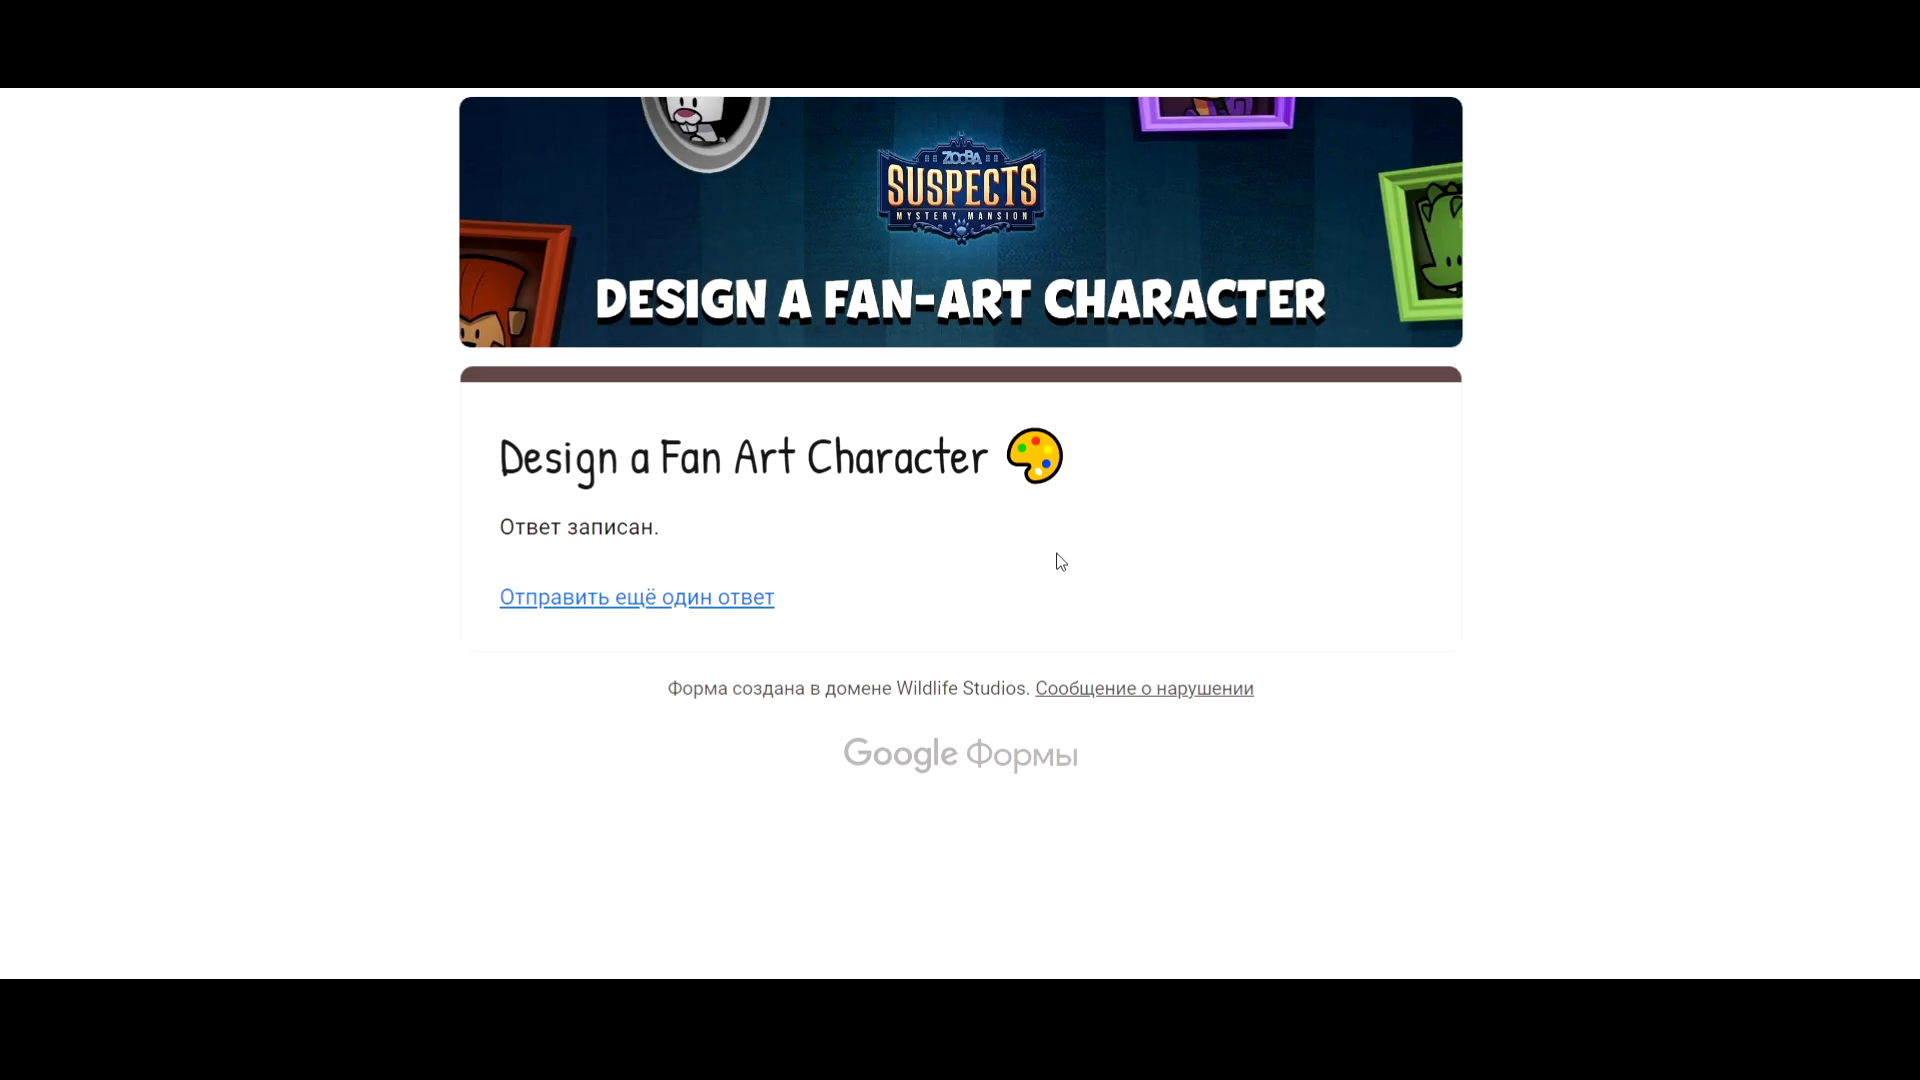 ZOOBA
SUSPECTS
MYSTERY MANSION
DESIGN A FAN-ART CHARACTER
Design a Fan Art Character
Ответ записан.
Отправить ещё один ответ
Форма создана в домене Wildlife Studios. Сообщение о нарушении
Google Формы